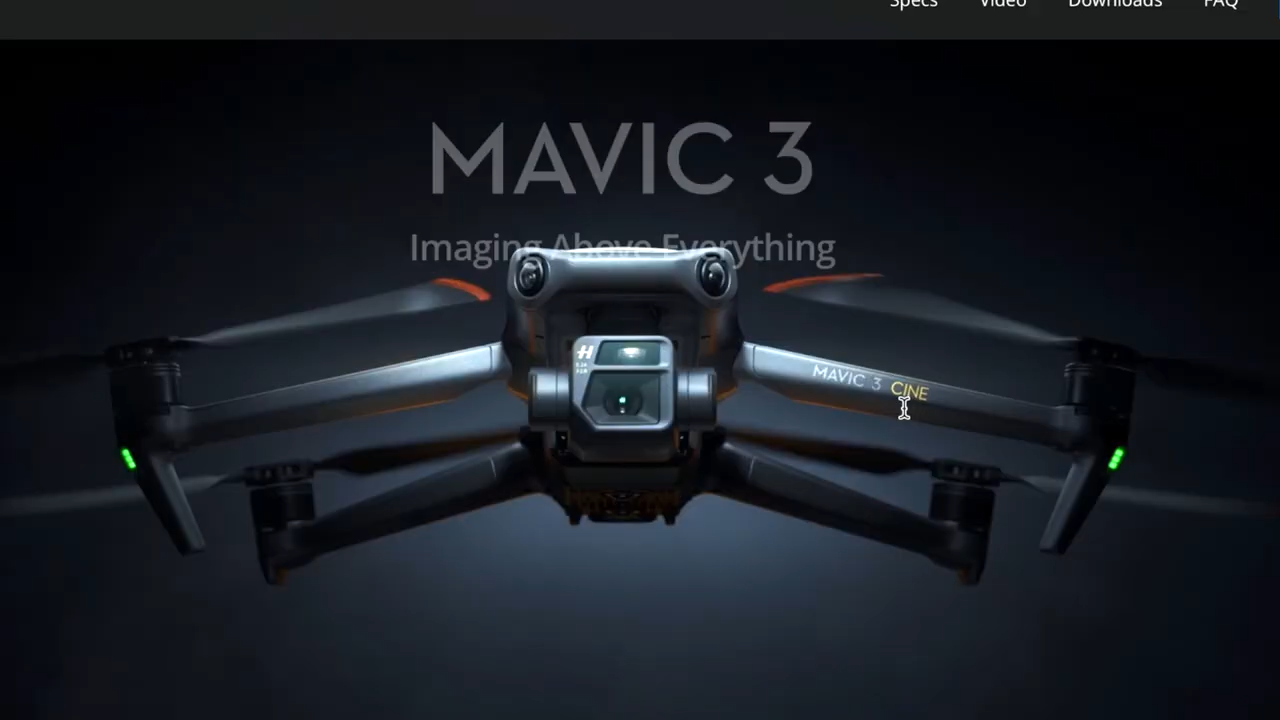 Specs Video Downloads FAQ
MAVIC 3
Imaging Above Everything
H
MAVIC 3 CINE